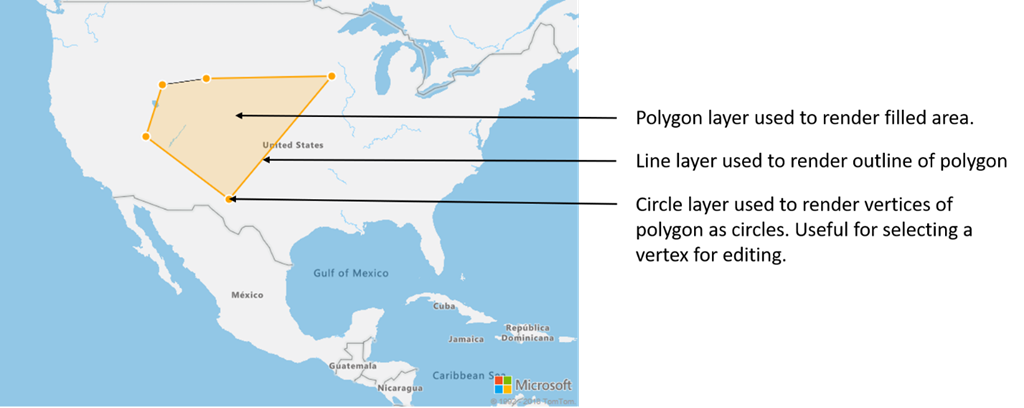 Polygon layer used to render filled area.
United States
Line layer used to render outline of polygon
Circle layer used to render vertices of
polygon as circles. Useful for selecting a
vertex for editing.
Gulf of Mexico
México
Cuba
República
Dominicana
Jamaica
Guatemala
Caribbean Sea
Microsoft
Nicaragua